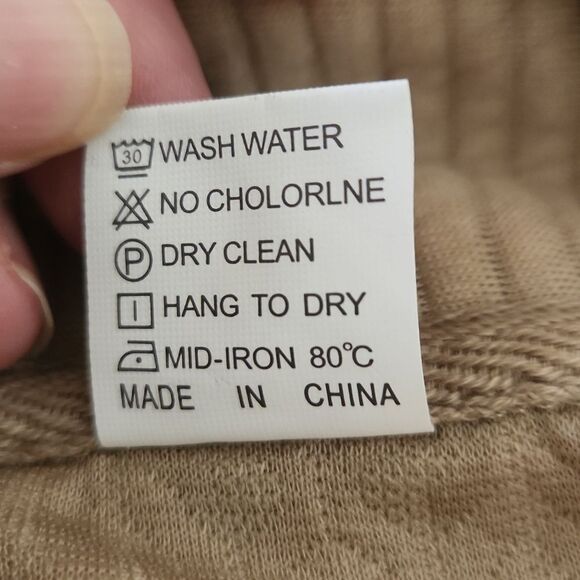 30 WASH WATER
NO CHOLORLNE
P DRY CLEAN
HANG TO DRY
MID-IRON 80°C
MADE IN CHINA